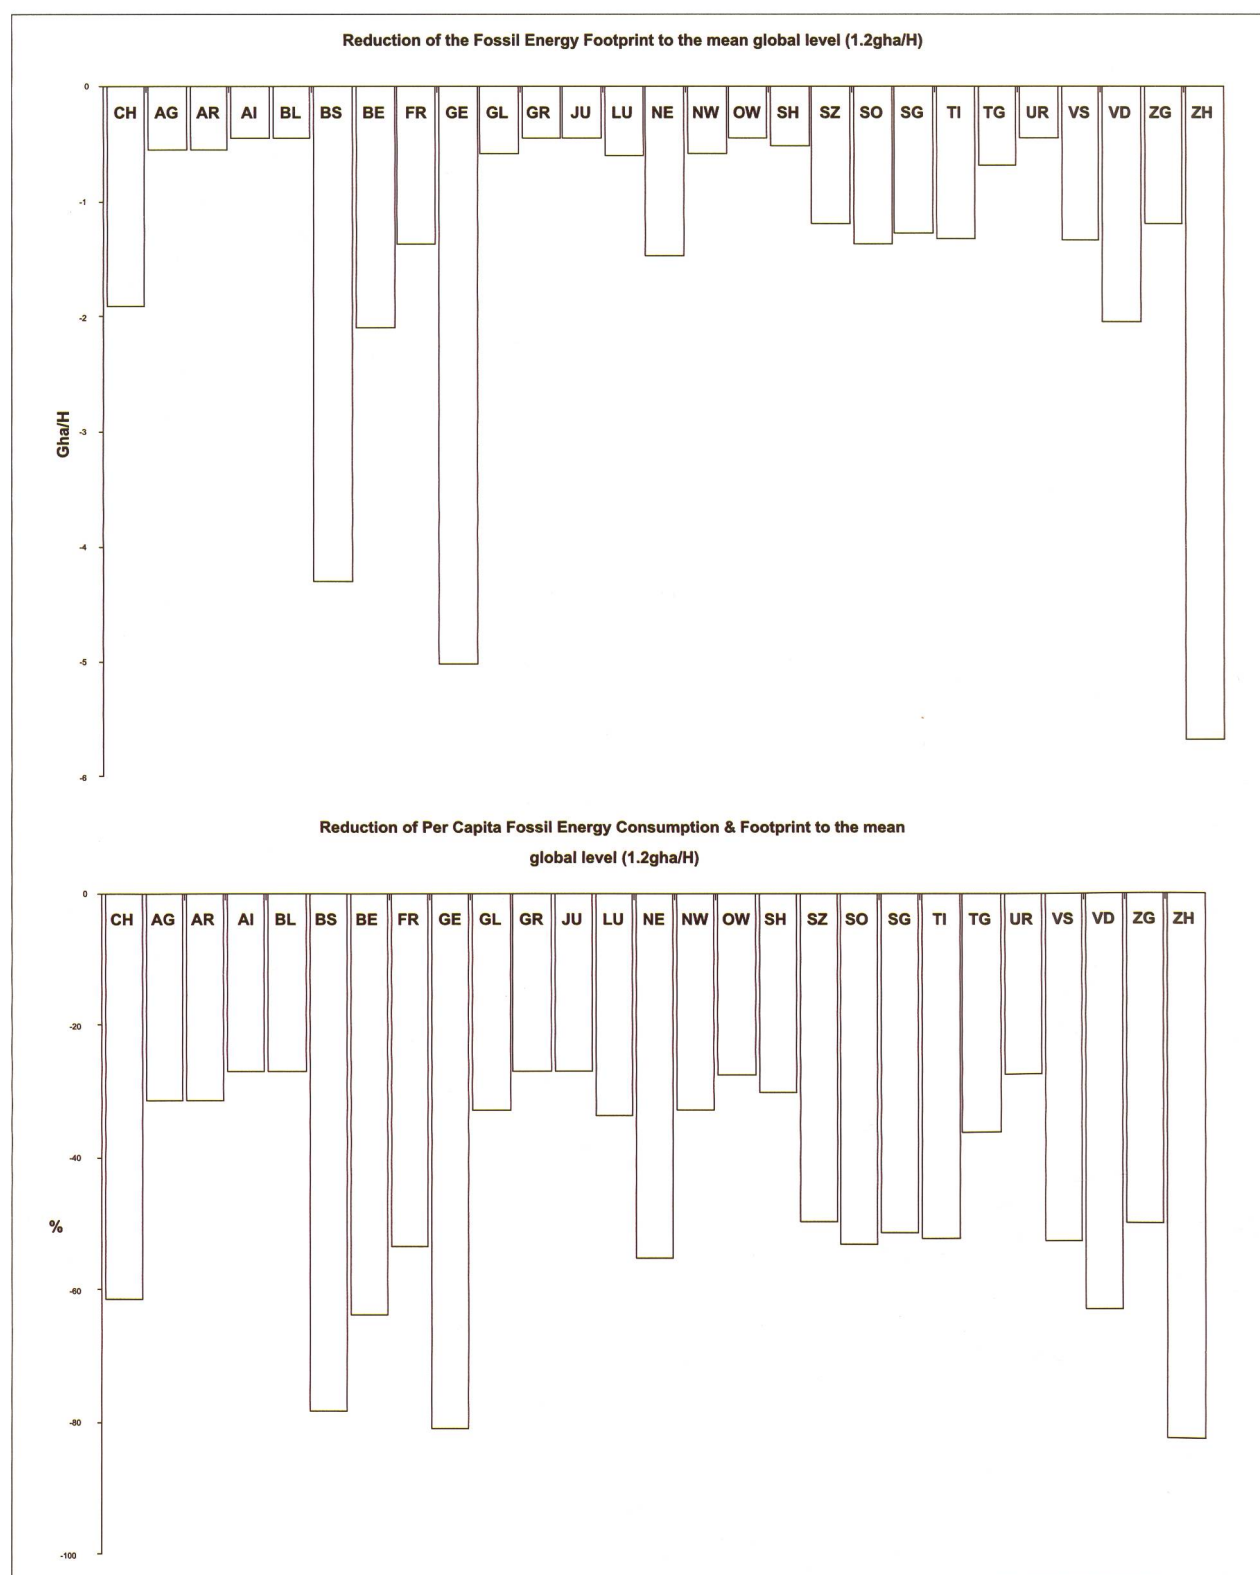 Reduction of the Fossil Energy Footprint to the mean global level (1.2gha/H)
0
CH AG AR AI BL BS BE FR GE GL GR JU LU NE NW OW SH SZ SO SG TI TG UR VS VD ZG ZH
-1
-2
-3
Gha/H
-4
-5
-6
Reduction of Per Capita Fossil Energy Consumption & Footprint to the mean
global level (1.2gha/H)
0
CH AG AR AI BL BS BE FR GE GL GR JU LU NE NW OW SH SZ SO SG TI TG UR VS VD ZG ZH
-20
-40
%
-60
-80
-100